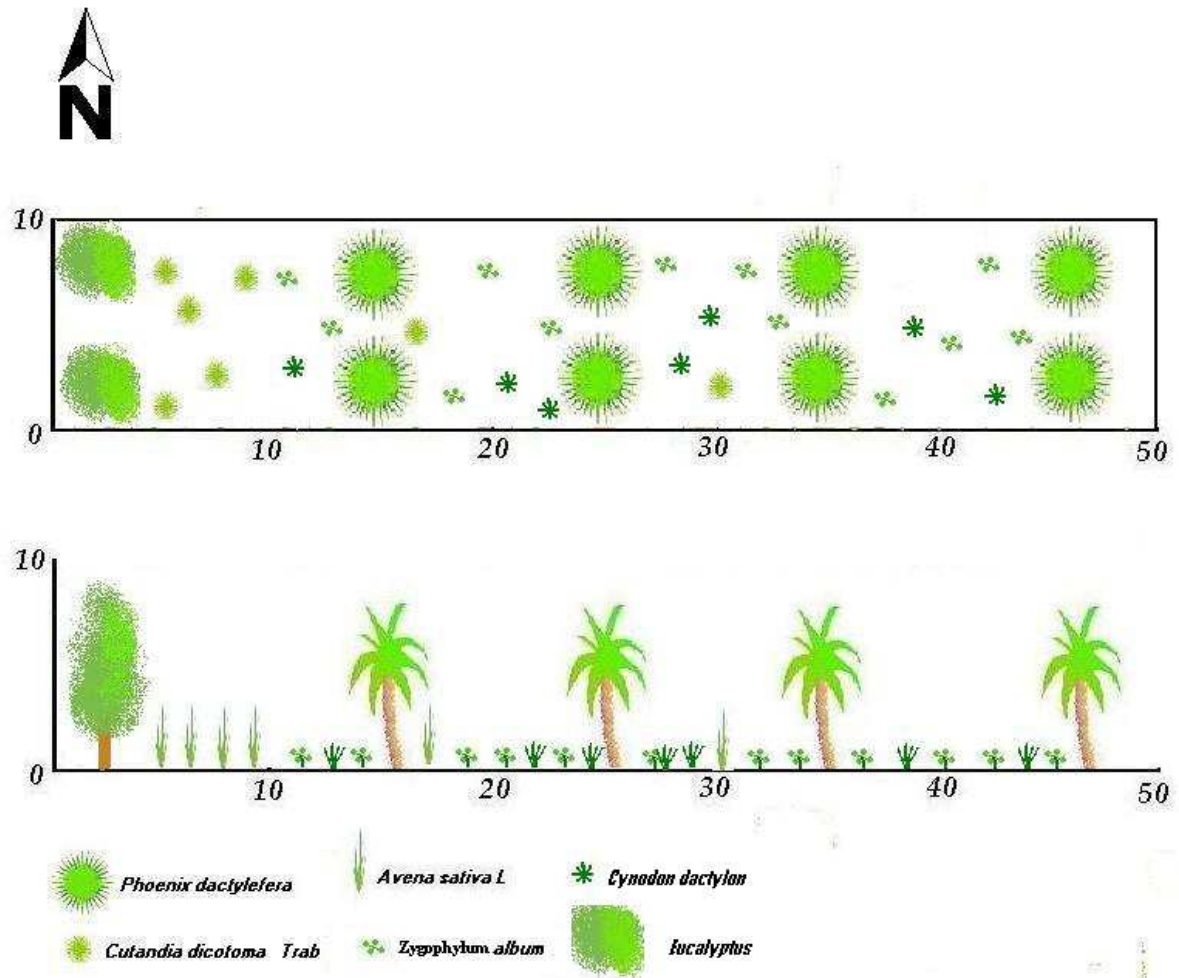 N
10
0
10 20 30 40 50
10
0
10 20 30 40 50
Phoenix dactylefera Avena sativa L Cynodon dactylon
Cutandia dicotoma Trab Zygophylum album Eucalyptus